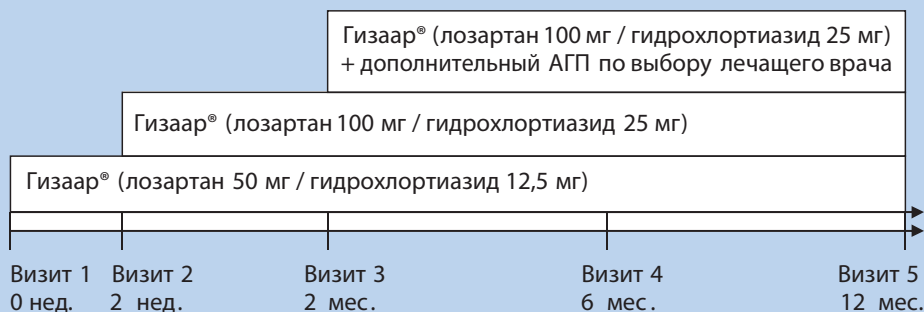 Гизаар® (лозартан 100 мг / гидрохлортиазид 25 мг)
+ дополнительный АГП по выбору лечащего врача
Гизаар® (лозартан 100 мг / гидрохлортиазид 25 мг)
Гизаар® (лозартан 50 мг / гидрохлортиазид 12,5 мг)
Визит 1 Визит 2 Визит 3 Визит 4 Визит 5
0 нед. 2 нед. 2 мес. 6 мес. 12 мес.